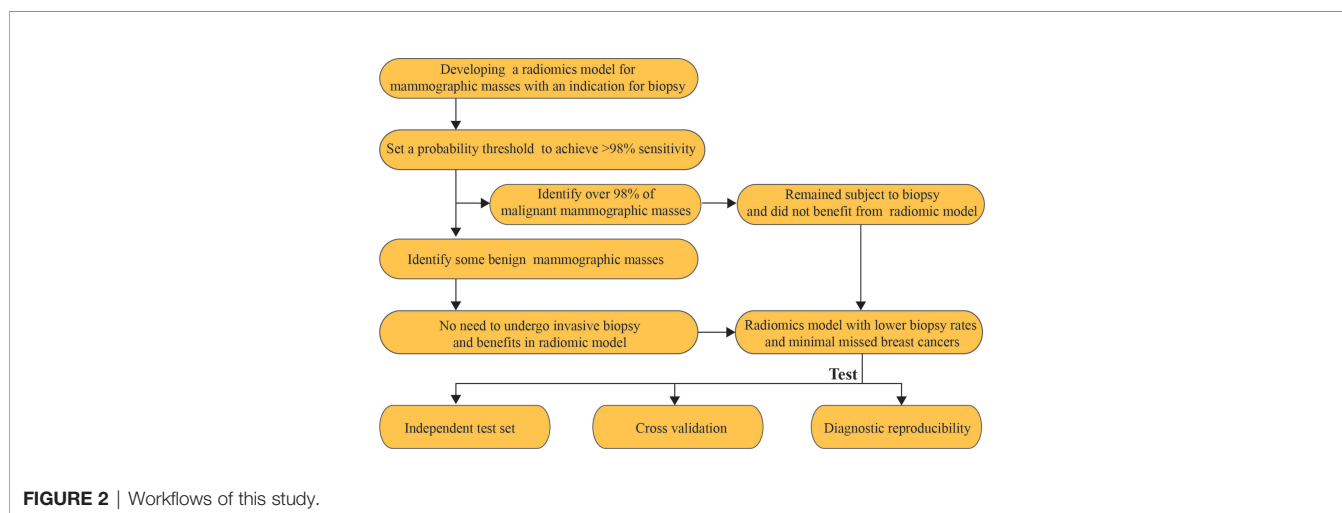 Developing a radiomics model for
mammographic masses with an indication for biopsy
Set a probability threshold to achieve >98% sensitivity
Identify over 98% of
malignant mammographic masses
Remained subject to biopsy
and did not benefit from radiomic model
Identify some benign mammographic masses
No need to undergo invasive biopsy
and benefits in radiomic model
Radiomics model with lower biopsy rates
and minimal missed breast cancers
Test
Independent test set
Cross validation
Diagnostic reproducibility
FIGURE 2 | Workflows of this study.